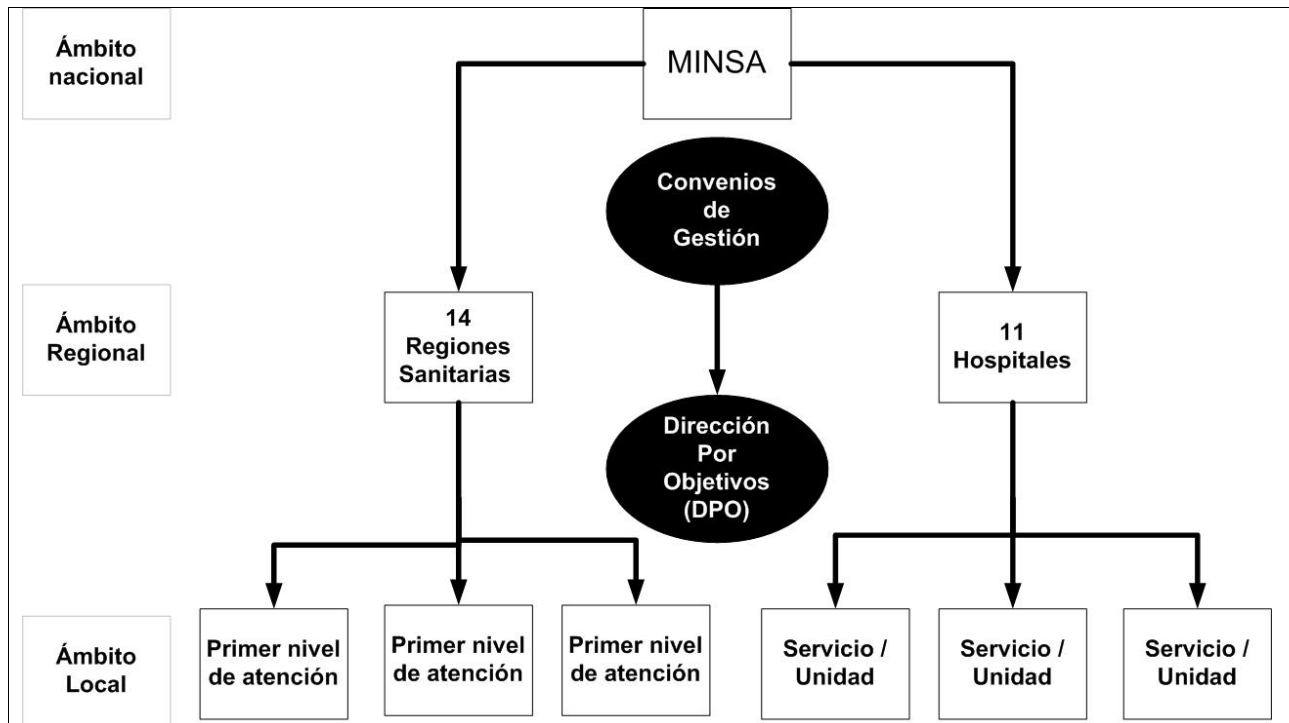 Ámbito
nacional
MINSA
Convenios
de
Gestión
Ámbito
Regional
14
Regiones
Sanitarias
11
Hospitales
Dirección
Por
Objetivos
(DPO)
Ámbito
Local
Primer nivel
de atención
Primer nivel
de atención
Primer nivel
de atención
Servicio /
Unidad
Servicio /
Unidad
Servicio /
Unidad